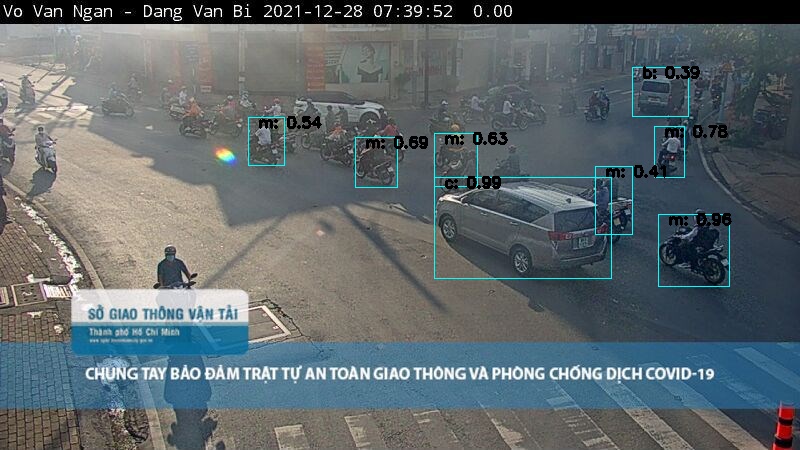 Vo Van Ngan - Dang Van Bi 2021-12-28 07:39:52 0.00
b: 0.39
m: 0.54
m: 0.69
m: 0.63
m: 0.78
c: 0.99
m: 0.41
m: 0.96
SỞ GIAO THÔNG VẬN TẢI
Thành phố Hồ Chí Minh
CHUNG TAY BẢO ĐẢM TRẬT TỰ AN TOÀN GIAO THÔNG VÀ PHÒNG CHỐNG DỊCH COVID-19